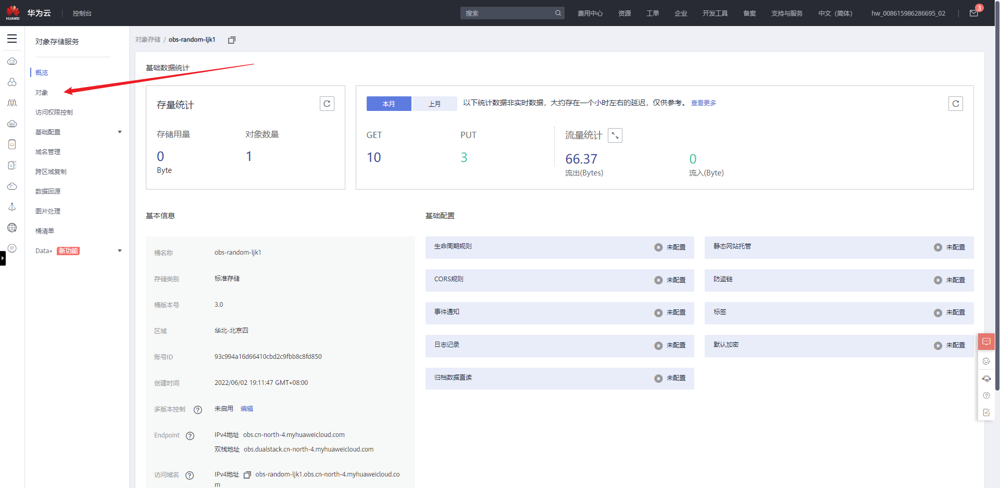 HUAWEI 华为云 控制台 搜索 费用中心 资源 工单 企业 开发工具 备案 支持与服务 中文（简体） hw_008615986286695_02 3
对象存储服务
概览
对象
访问权限控制
基础配置
域名管理
跨区域复制
数据回源
图片处理
桶清单
Data+ 新功能
对象存储 / obs-random-ljk1
基础数据统计
存量统计
存储用量 对象数量
0 1
Byte
本月 上月 以下统计数据非实时数据，大约存在一个小时左右的延迟，仅供参考。 查看更多
GET PUT 流量统计
10 3 66.37 0
流出(Bytes) 流入(Byte)
基本信息
桶名称 obs-random-ljk1
存储类别 标准存储
桶版本号 3.0
区域 华北-北京四
账号ID 93c994a16d66410cbd2c9fbb8c8fd850
创建时间 2022/06/02 19:11:47 GMT+08:00
多版本控制 ? 未启用 编辑
Endpoint ? IPv4地址 obs.cn-north-4.myhuaweicloud.com
双栈地址 obs.dualstack.cn-north-4.myhuaweicloud.com
访问域名 ? IPv4地址 obs-random-ljk1.obs.cn-north-4.myhuaweicloud.co
m
基础配置
生命周期规则 未配置 静态网站托管 未配置
CORS规则 未配置 防盗链 未配置
事件通知 未配置 标签 未配置
日志记录 未配置 默认加密 未配置
归档数据直读 未配置